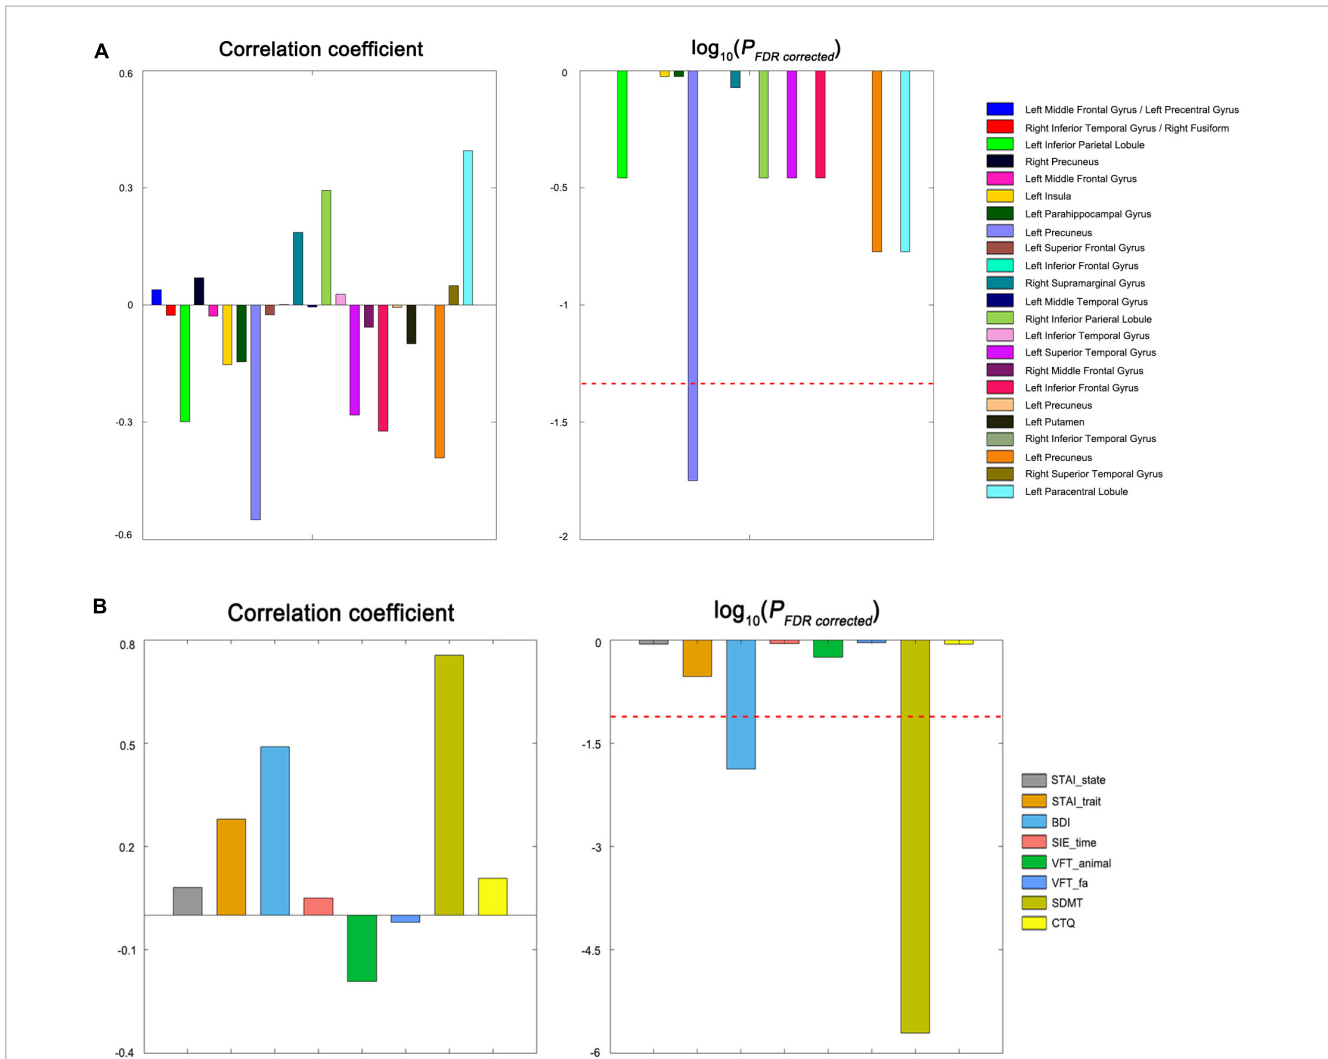 A
Correlation coefficient
0.6
0.3
0
-0.3
-0.6
log10(P FDR corrected)
0
-0.5
-1
-1.5
-2
Left Middle Frontal Gyrus / Left Precentral Gyrus
Right Inferior Temporal Gyrus / Right Fusiform
Left Inferior Parietal Lobule
Right Precuneus
Left Middle Frontal Gyrus
Left Insula
Left Parahippocampal Gyrus
Left Precuneus
Left Superior Frontal Gyrus
Left Inferior Frontal Gyrus
Right Supramarginal Gyrus
Left Middle Temporal Gyrus
Right Inferior Parieral Lobule
Left Inferior Temporal Gyrus
Left Superior Temporal Gyrus
Right Middle Frontal Gyrus
Left Inferior Frontal Gyrus
Left Precuneus
Left Putamen
Right Inferior Temporal Gyrus
Left Precuneus
Right Superior Temporal Gyrus
Left Paracentral Lobule
B
Correlation coefficient
0.8
0.5
0.2
-0.1
-0.4
log10(P FDR corrected)
0
-1.5
-3
-4.5
-6
STAI_state
STAI_trait
BDI
SIE_time
VFT_animal
VFT_fa
SDMT
CTQ